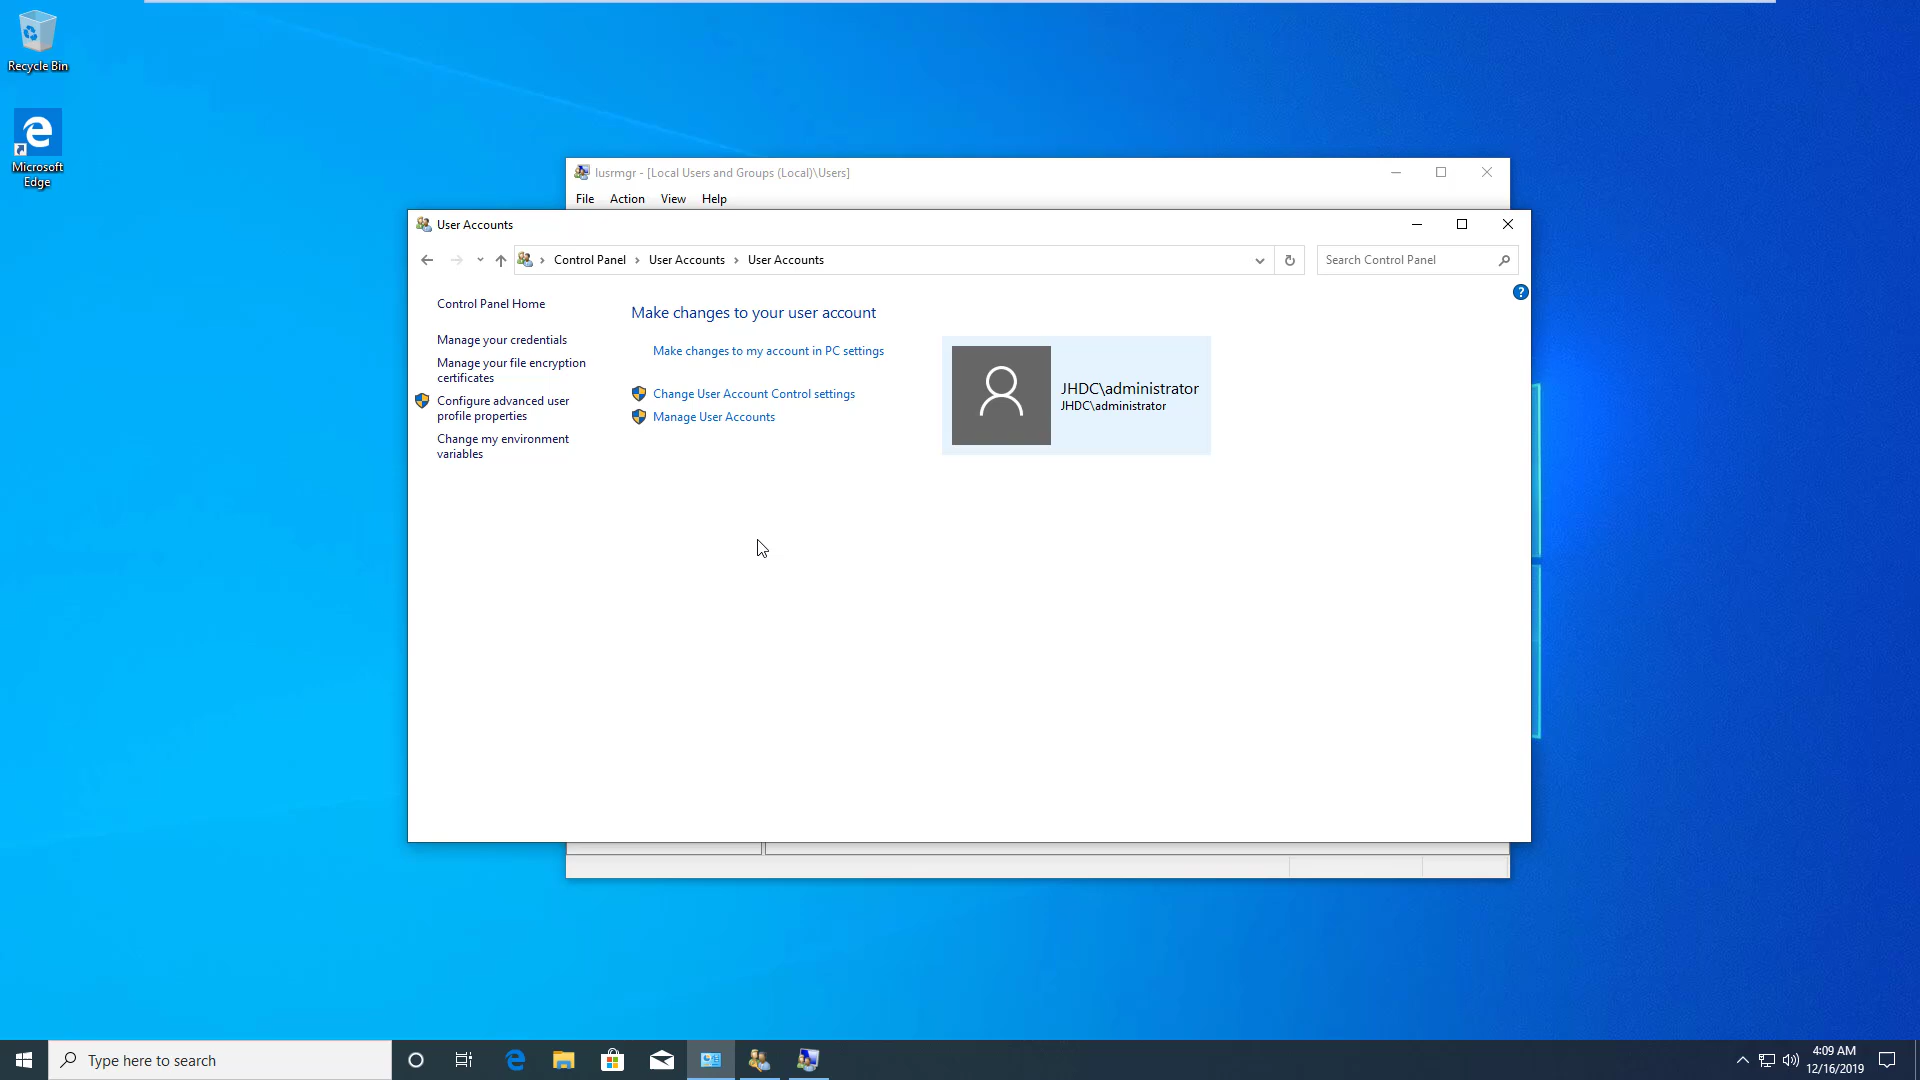 Recycle Bin
Microsoft
Edge
lusrmgr - [Local Users and Groups (Local)\Users]
File Action View Help
User Accounts
Control Panel User Accounts User Accounts
Search Control Panel
Control Panel Home
Manage your credentials
Manage your file encryption
certificates
Configure advanced user
profile properties
Change my environment
variables
Make changes to your user account
Make changes to my account in PC settings
Change User Account Control settings
Manage User Accounts
JHDC\administrator
JHDC\administrator
?
Type here to search
4:09 AM
12/16/2019